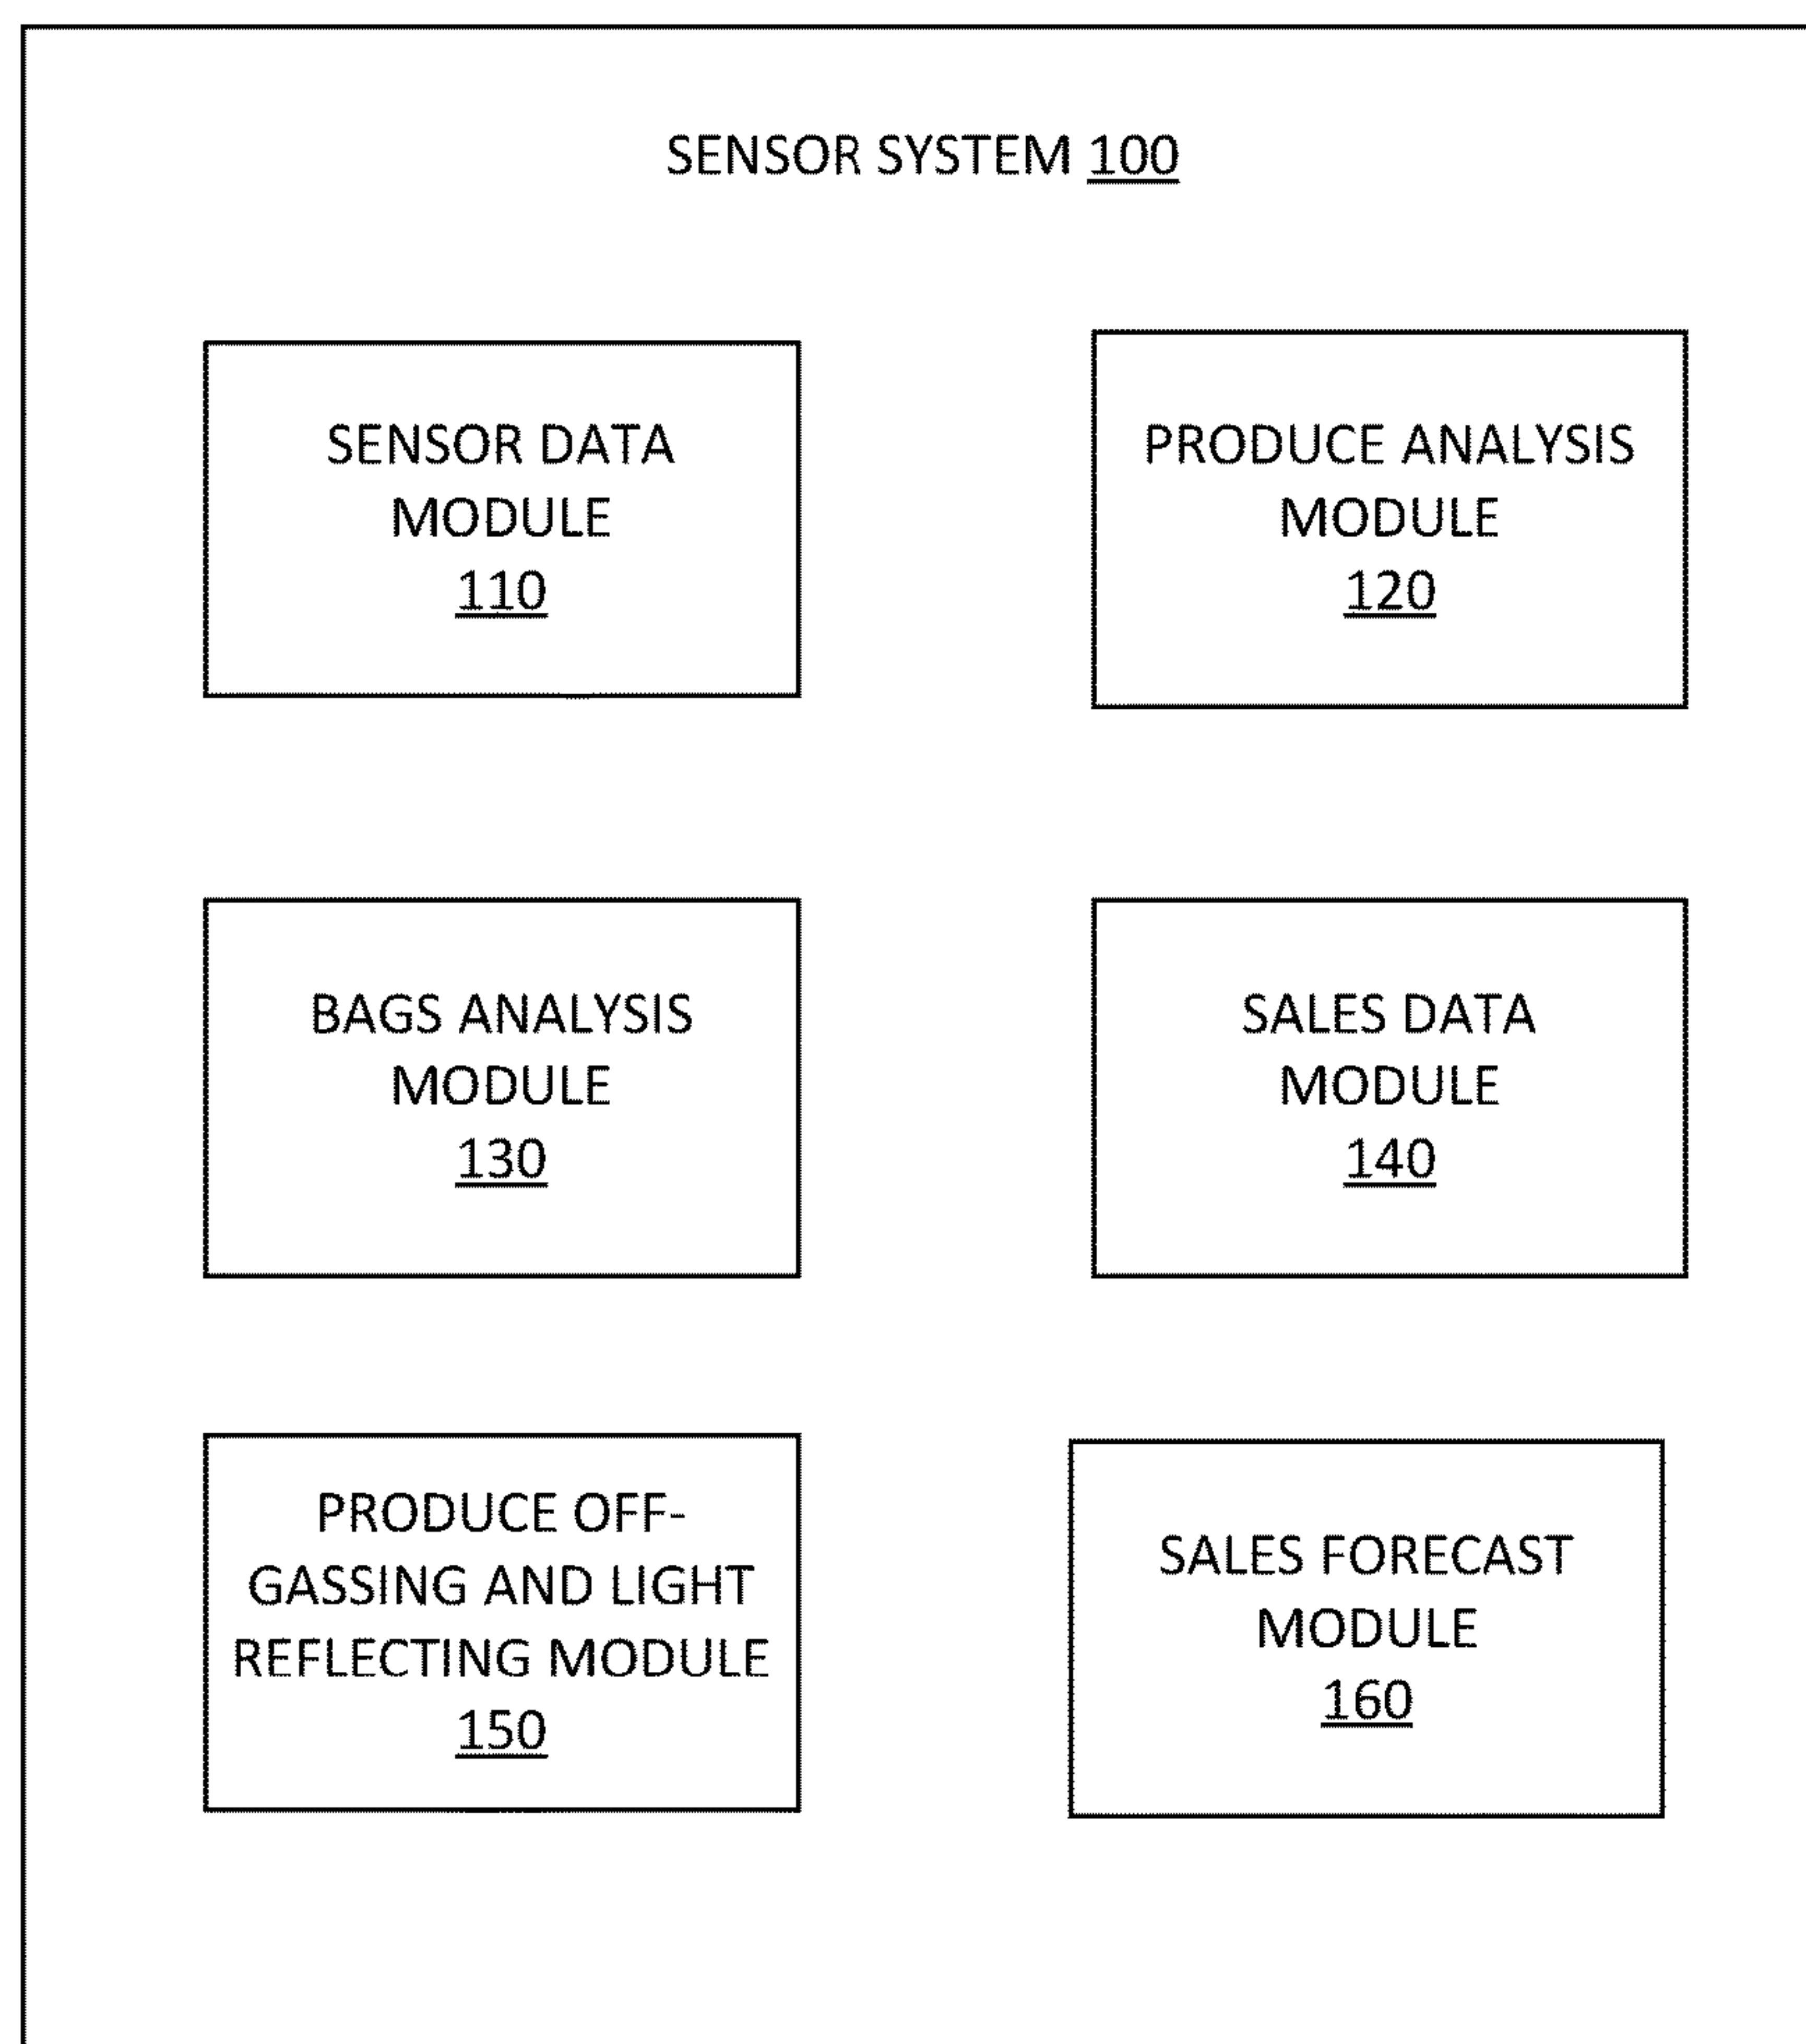 SENSOR SYSTEM 100
SENSOR DATA
MODULE
110
PRODUCE ANALYSIS
MODULE
120
BAGS ANALYSIS
MODULE
130
SALES DATA
MODULE
140
PRODUCE OFF-
GASSING AND LIGHT
REFLECTING MODULE
150
SALES FORECAST
MODULE
160